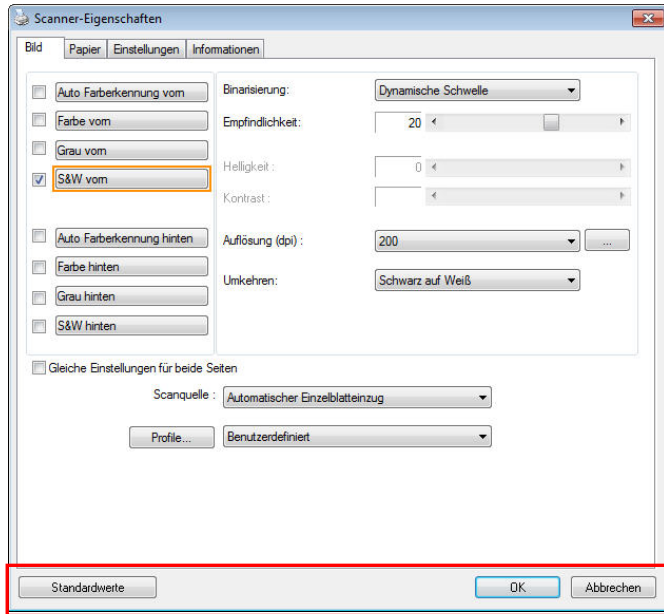 Scanner-Eigenschaften
Bild Papier Einstellungen Informationen
Auto Farberkennung vorn Binarisierung: Dynamische Schwelle
Farbe vorn Empfindlichkeit: 20
Grau vorn
Helligkeit : 0
S&W vorn
Kontrast :
Auto Farberkennung hinten Auflösung (dpi) : 200 ...
Farbe hinten
Umkehren: Schwarz auf Weiß
Grau hinten
S&W hinten
Gleiche Einstellungen für beide Seiten
Scanquelle : Automatischer Einzelblatteinzug
Profile... Benutzerdefiniert
Standardwerte OK Abbrechen